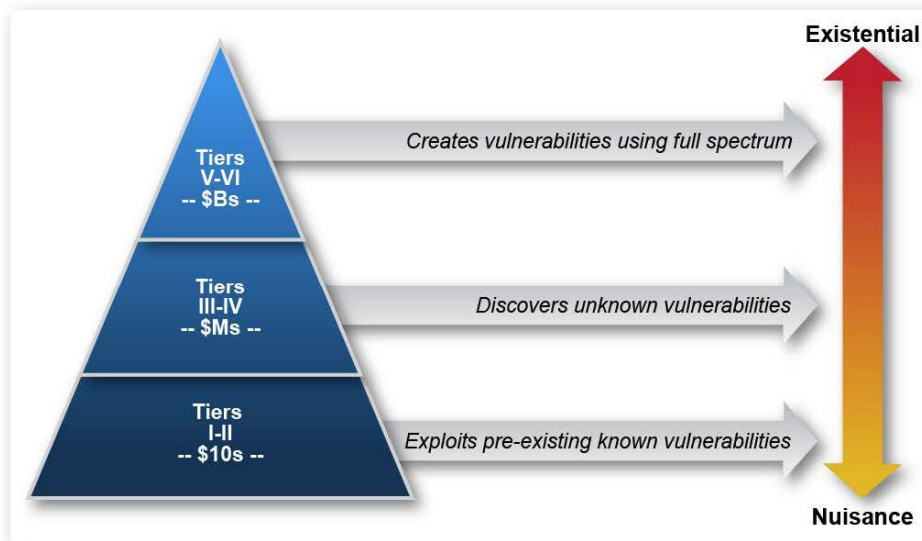 Existential
Creates vulnerabilities using full spectrum
Tiers
V-VI
-- $Bs --
Tiers
III-IV
-- $Ms --
Discovers unknown vulnerabilities
Tiers
I-II
-- $10s --
Exploits pre-existing known vulnerabilities
Nuisance